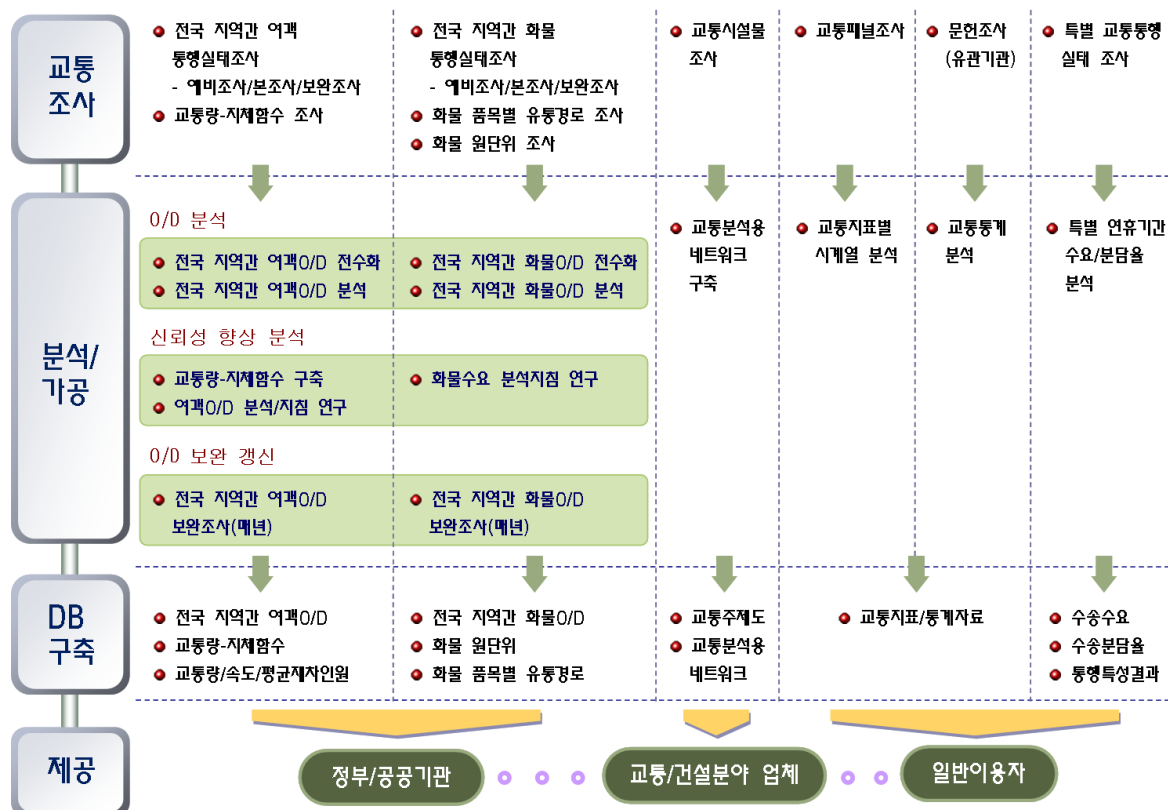 교통
조사
전국 지역간 여객
통행실태조사
- 예비조사/본조사/보완조사
교통량-지체함수 조사
전국 지역간 화물
통행실태조사
- 예비조사/본조사/보완조사
화물 품목별 유통경로 조사
화물 원단위 조사
교통시설물
조사
교통패널조사
문헌조사
(유관기관)
특별 교통통행
실태 조사
분석/
가공
O/D 분석
전국 지역간 여객O/D 전수화
전국 지역간 여객O/D 분석
전국 지역간 화물O/D 전수화
전국 지역간 화물O/D 분석
신뢰성 향상 분석
교통량-지체함수 구축
여객O/D 분석/지침 연구
화물수요 분석지침 연구
O/D 보완 갱신
전국 지역간 여객O/D
보완조사(매년)
전국 지역간 화물O/D
보완조사(매년)
교통분석용
네트워크
구축
교통지표별
시계열 분석
교통통계
분석
특별 연휴기간
수요/분담율
분석
DB
구축
전국 지역간 여객O/D
교통량-지체함수
교통량/속도/평균재차인원
전국 지역간 화물O/D
화물 원단위
화물 품목별 유통경로
교통주제도
교통분석용
네트워크
교통지표/통계자료
수송수요
수송분담율
통행특성결과
제공
정부/공공기관
교통/건설분야 업체
일반이용자